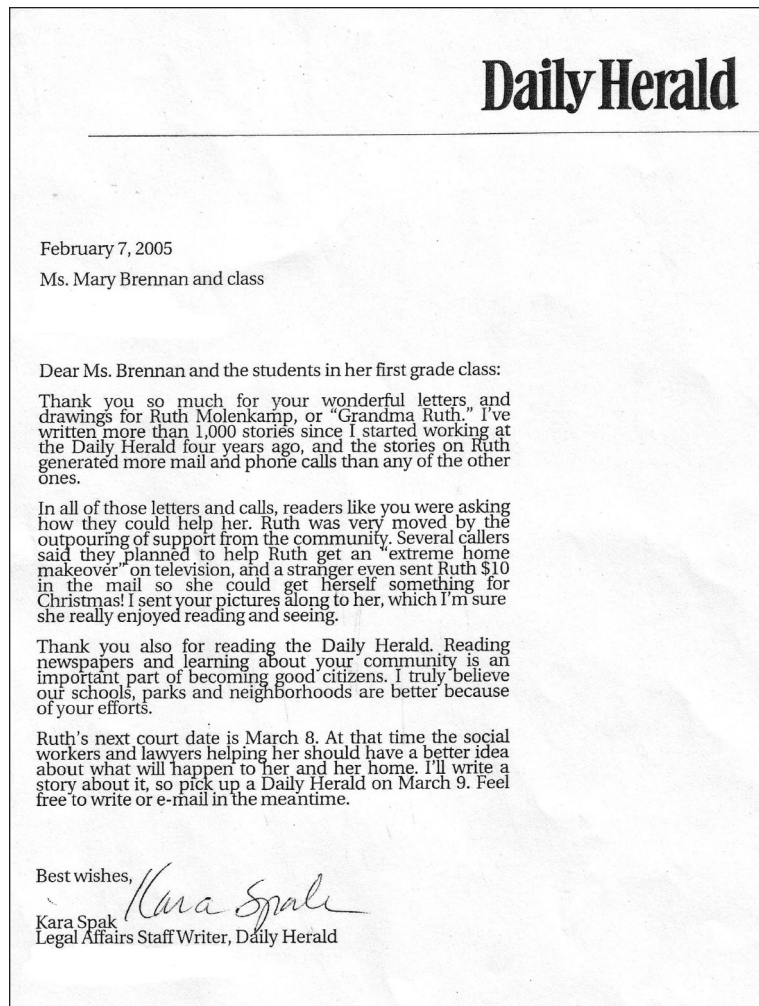 Daily Herald
February 7, 2005
Ms. Mary Brennan and class
Dear Ms. Brennan and the students in her first grade class:
Thank you so much for your wonderful letters and
drawings for Ruth Molenkamp, or “Grandma Ruth.” I’ve
written more than 1,000 stories since I started working at
the Daily Herald four years ago, and the stories on Ruth
generated more mail and phone calls than any of the other
ones.
In all of those letters and calls, readers like you were asking
how they could help her. Ruth was very moved by the
outpouring of support from the community. Several callers
said they planned to help Ruth get an “extreme home
makeover” on television, and a stranger even sent Ruth $10
in the mail so she could get herself something for
Christmas! I sent your pictures along to her, which I’m sure
she really enjoyed reading and seeing.
Thank you also for reading the Daily Herald. Reading
newspapers and learning about your community is an
important part of becoming good citizens. I truly believe
our schools, parks and neighborhoods are better because
of your efforts.
Ruth’s next court date is March 8. At that time the social
workers and lawyers helping her should have a better idea
about what will happen to her and her home. I’ll write a
story about it, so pick up a Daily Herald on March 9. Feel
free to write or e-mail in the meantime.
Best wishes,
Kara Spak
Kara Spak
Legal Affairs Staff Writer, Daily Herald